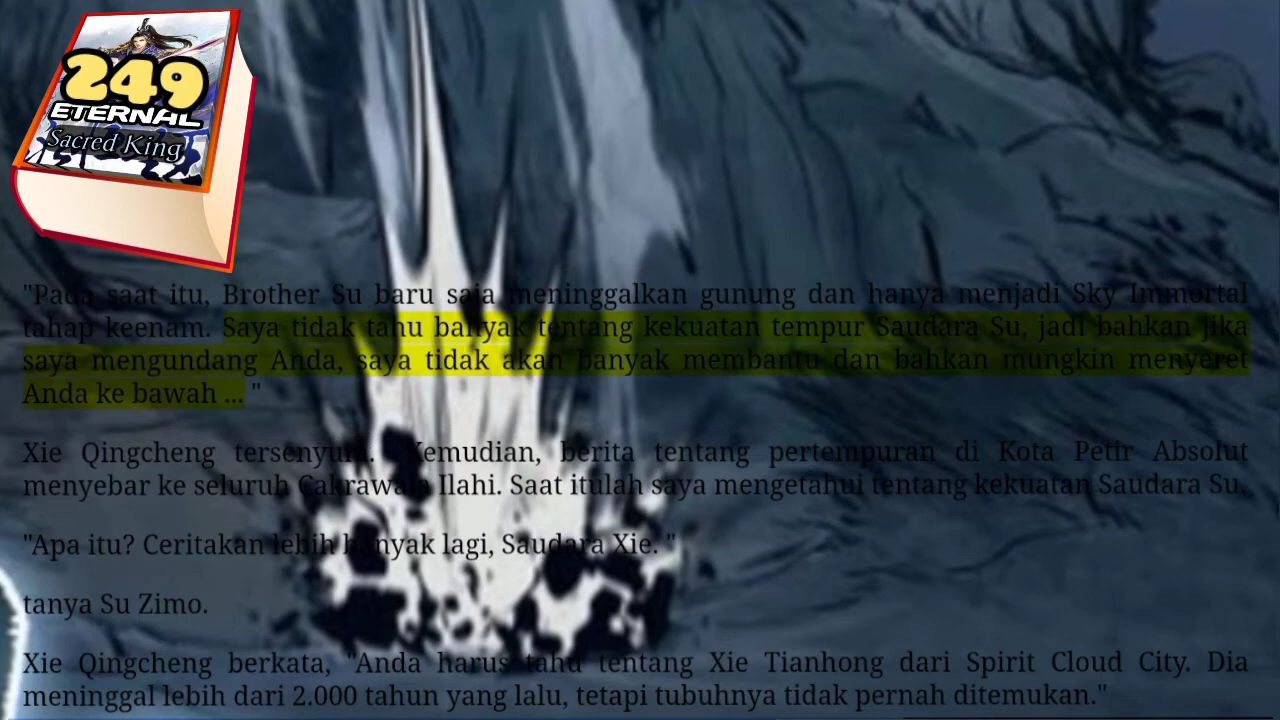 249
ETERNAL
Sacred King
"Pada saat itu, Brother Su baru saja meninggalkan gunung dan hanya menjadi Sky Immortal
tahap keenam. Saya tidak tahu banyak tentang kekuatan tempur Saudara Su, jadi bahkan jika
saya mengundang Anda, saya tidak akan banyak membantu dan bahkan mungkin menyeret
Anda ke bawah ... "
Xie Qingcheng tersenyum. "Kemudian, berita tentang pertempuran di Kota Petir Absolut
menyebar ke seluruh Cakrawala Ilahi. Saat itulah saya mengetahui tentang kekuatan Saudara Su.
"Apa itu? Ceritakan lebih banyak lagi, Saudara Xie. "
tanya Su Zimo.
Xie Qingcheng berkata, "Anda harus tahu tentang Xie Tianhong dari Spirit Cloud City. Dia
meninggal lebih dari 2.000 tahun yang lalu, tetapi tubuhnya tidak pernah ditemukan."